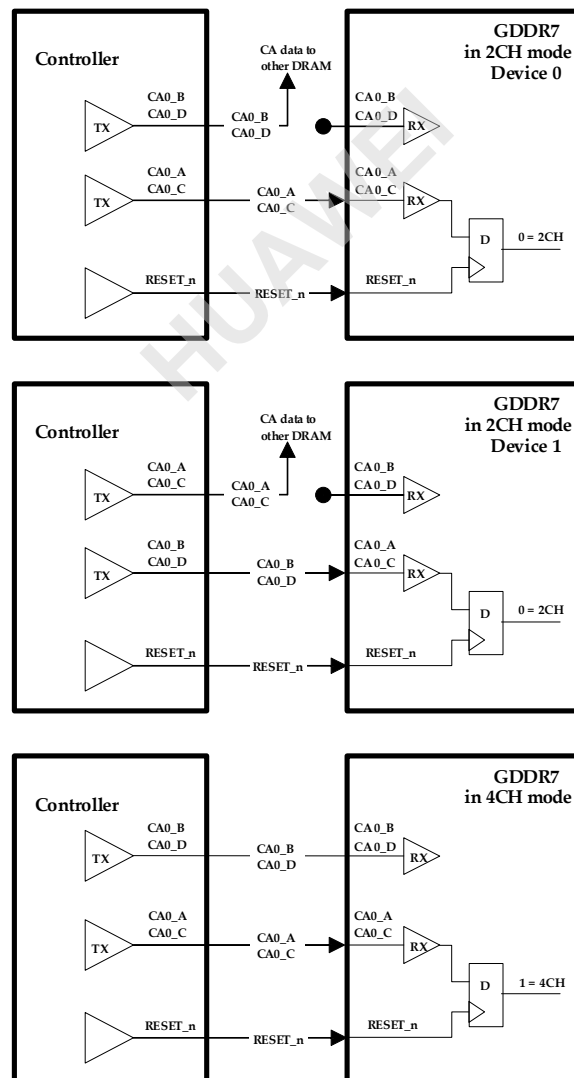 Controller
CA data to
other DRAM
GDDR7
in 2CH mode
Device 0
TX
CA0_B
CA0_D
CA0_B
CA0_D
CA0_B
CA0_D
RX
TX
CA0_A
CA0_C
CA0_A
CA0_C
CA0_A
CA0_C
RX
D
0 = 2CH
RESET_n
RESET_n
RESET_n
HUAWEI
Controller
CA data to
other DRAM
GDDR7
in 2CH mode
Device 1
TX
CA0_A
CA0_C
CA0_A
CA0_C
CA0_B
CA0_D
RX
TX
CA0_B
CA0_D
CA0_B
CA0_D
CA0_A
CA0_C
RX
D
0 = 2CH
RESET_n
RESET_n
RESET_n
Controller
GDDR7
in 4CH mode
TX
CA0_B
CA0_D
CA0_B
CA0_D
CA0_B
CA0_D
RX
TX
CA0_A
CA0_C
CA0_A
CA0_C
CA0_A
CA0_C
RX
D
1 = 4CH
RESET_n
RESET_n
RESET_n